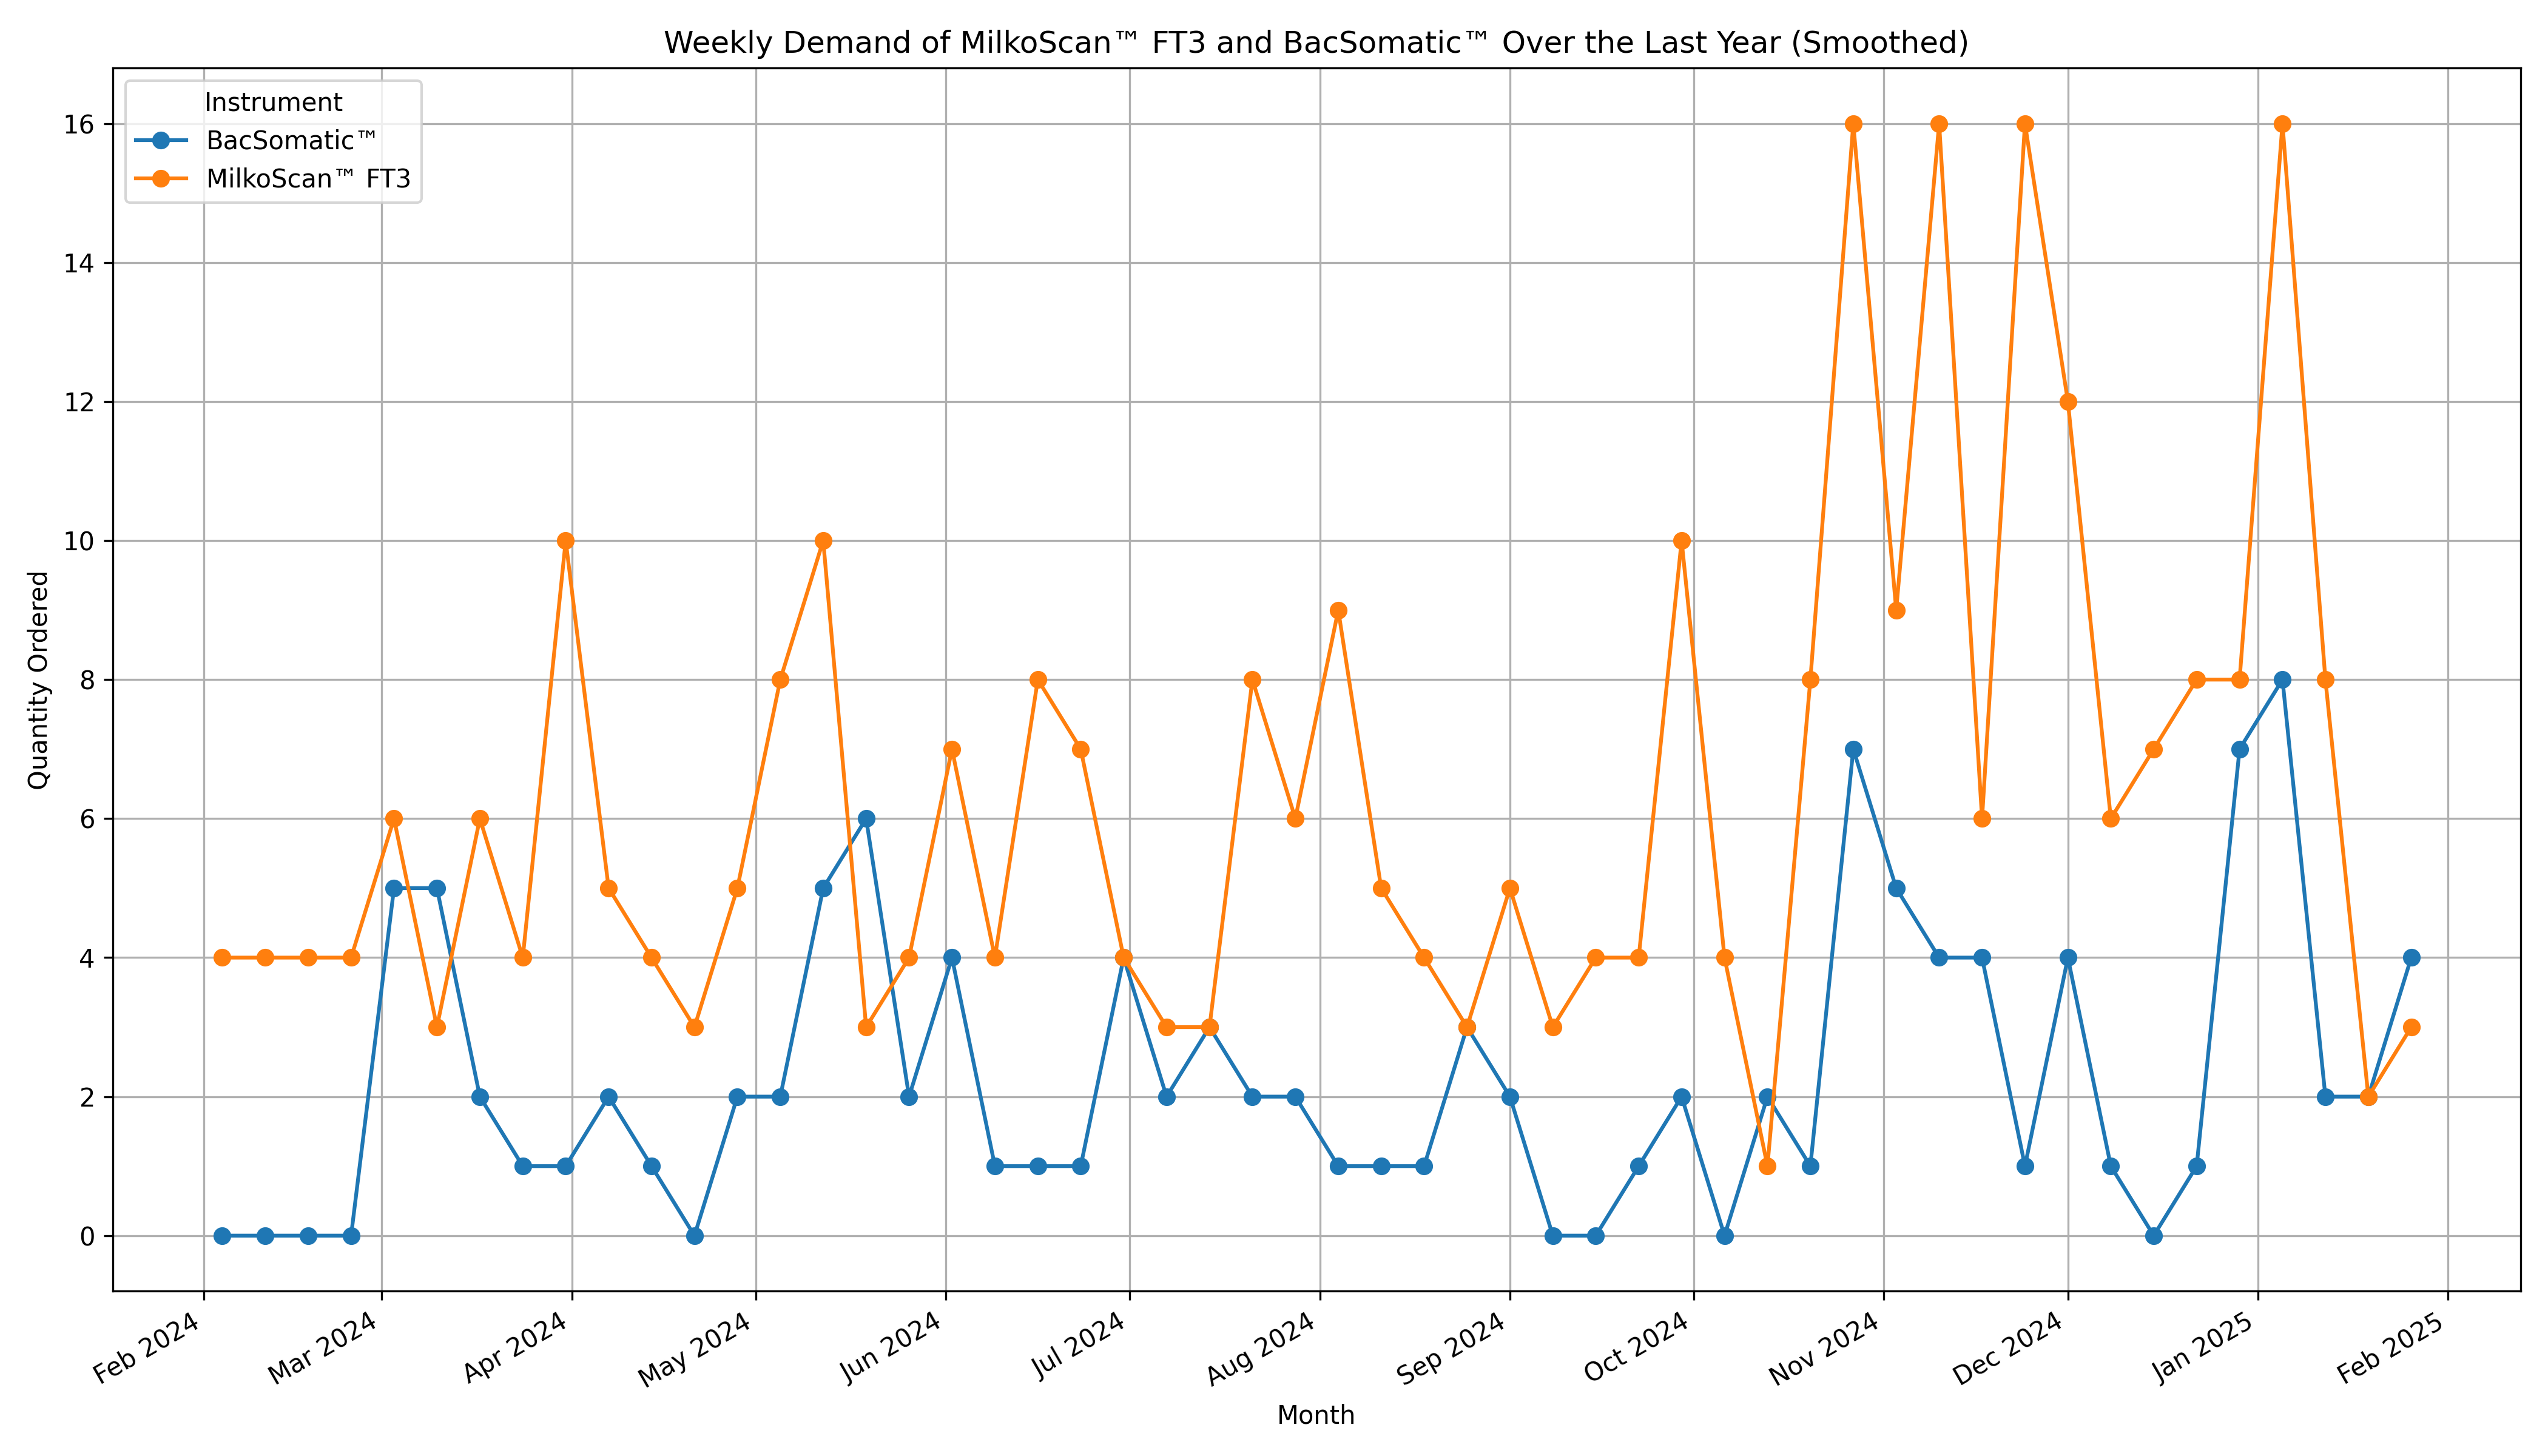 Weekly Demand of MilkoScan™ FT3 and BacSomatic™ Over the Last Year (Smoothed)
Instrument
BacSomatic™
MilkoScan™ FT3
Quantity Ordered
16
14
12
10
8
6
4
2
0
Feb 2024
Mar 2024
Apr 2024
May 2024
Jun 2024
Jul 2024
Aug 2024
Sep 2024
Oct 2024
Nov 2024
Dec 2024
Jan 2025
Feb 2025
Month